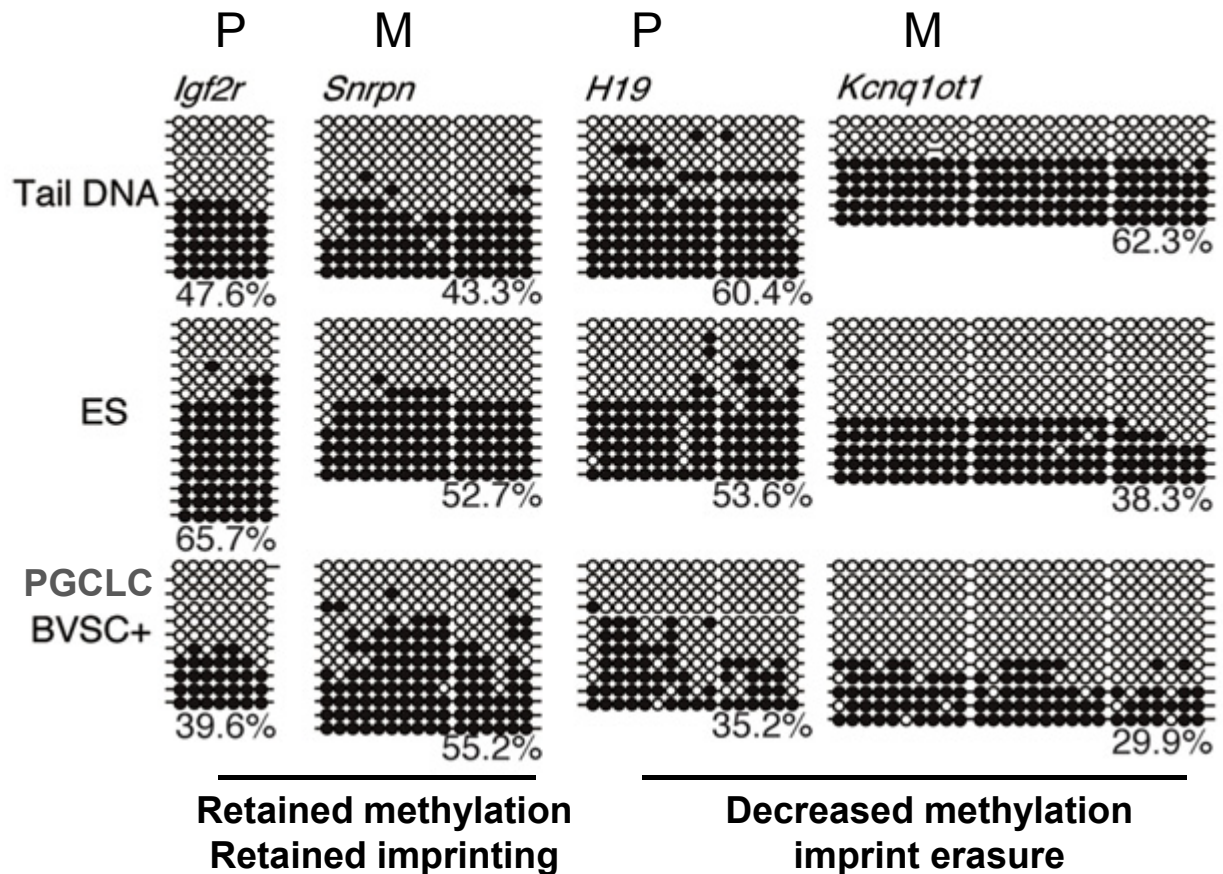 P M P M
Igf2r Snrpn H19 Kcnq1ot1
Tail DNA
47.6% 43.3% 60.4% 62.3%
ES
65.7% 52.7% 53.6% 38.3%
PGCLC
BVSC+
39.6% 55.2% 35.2% 29.9%
Retained methylation
Retained imprinting
Decreased methylation
imprint erasure